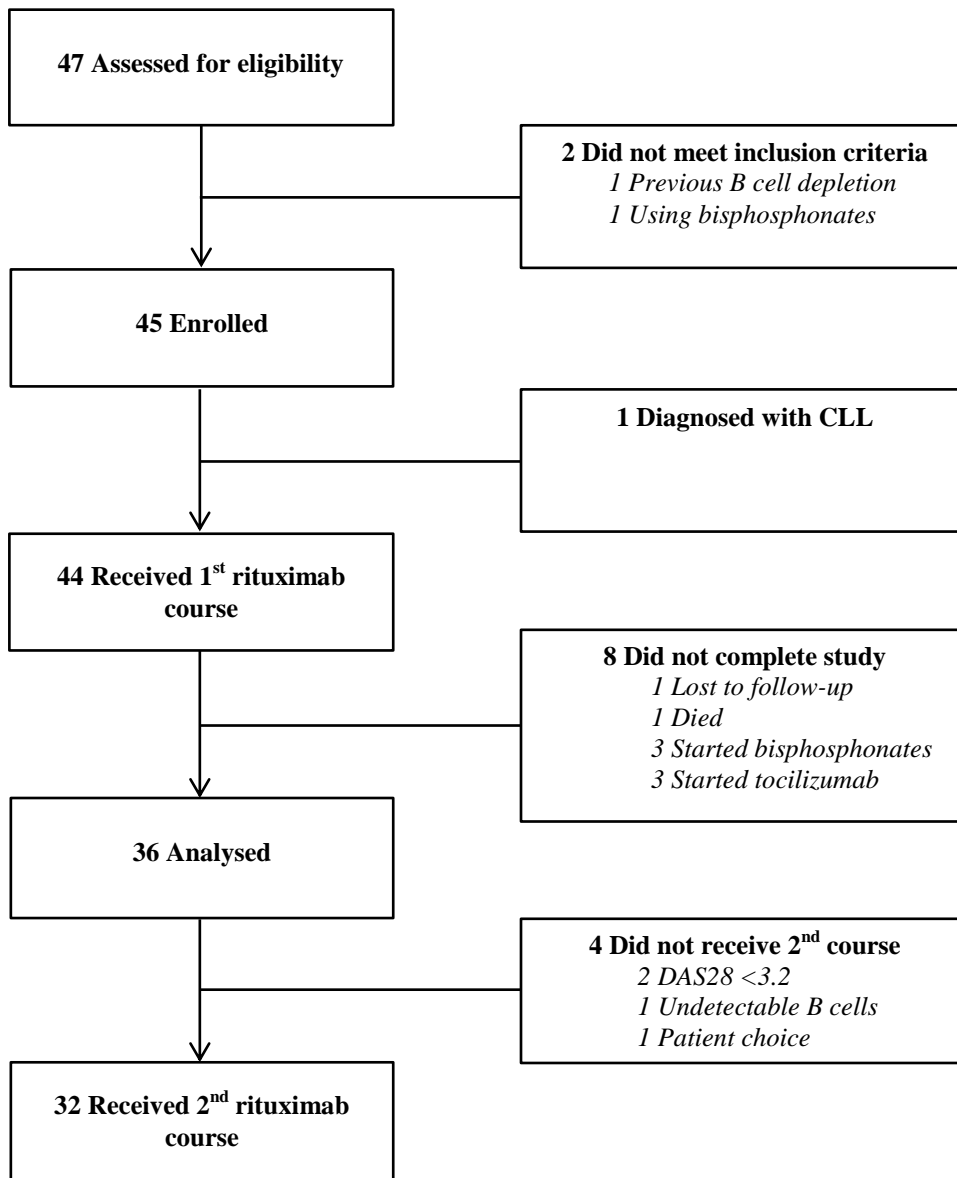 47 Assessed for eligibility
2 Did not meet inclusion criteria
1 Previous B cell depletion
1 Using bisphosphonates
45 Enrolled
1 Diagnosed with CLL
44 Received 1st rituximab
course
8 Did not complete study
1 Lost to follow-up
1 Died
3 Started bisphosphonates
3 Started tocilizumab
36 Analysed
4 Did not receive 2nd course
2 DAS28 <3.2
1 Undetectable B cells
1 Patient choice
32 Received 2nd rituximab
course